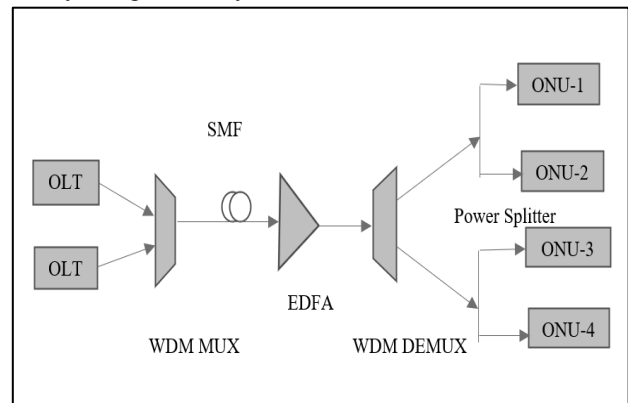 ONU-1
SMF
OLT
ONU-2
Power Splitter
OLT
ONU-3
EDFA
WDM MUX
WDM DEMUX
ONU-4